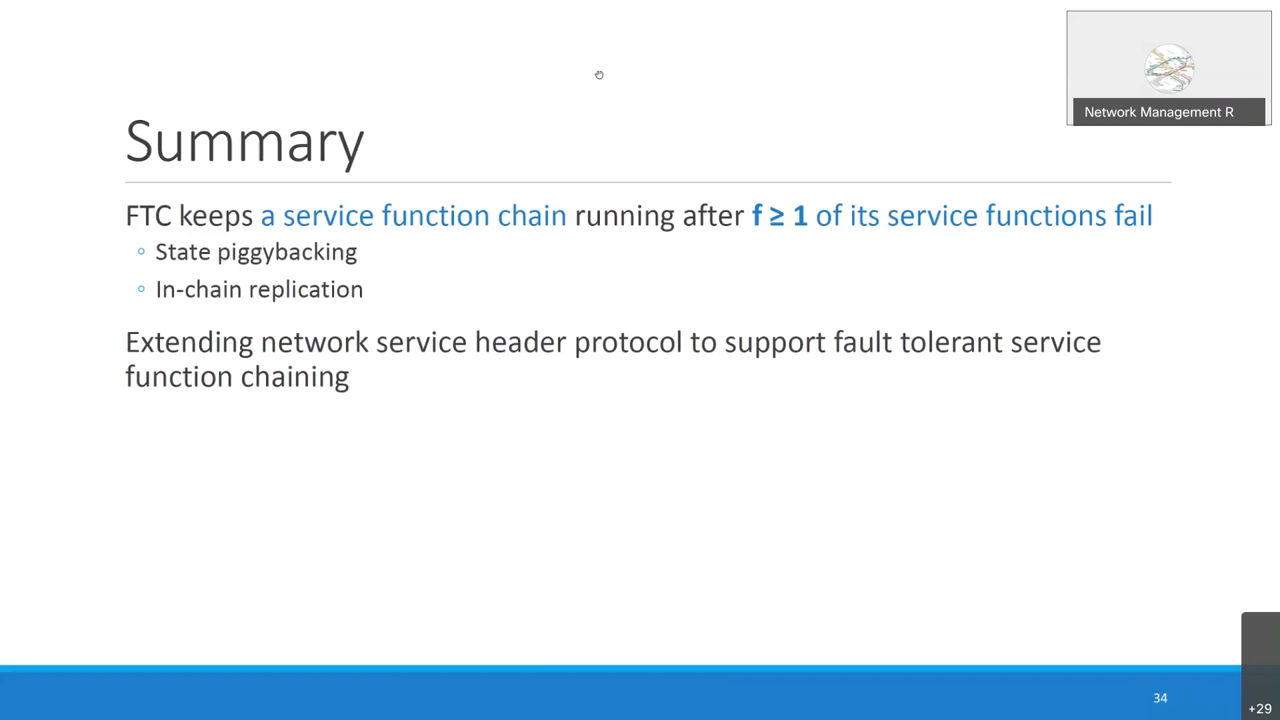 Network Management R
Summary
FTC keeps a service function chain running after f ≥ 1 of its service functions fail
◦ State piggybacking
◦ In-chain replication
Extending network service header protocol to support fault tolerant service
function chaining
34
+29